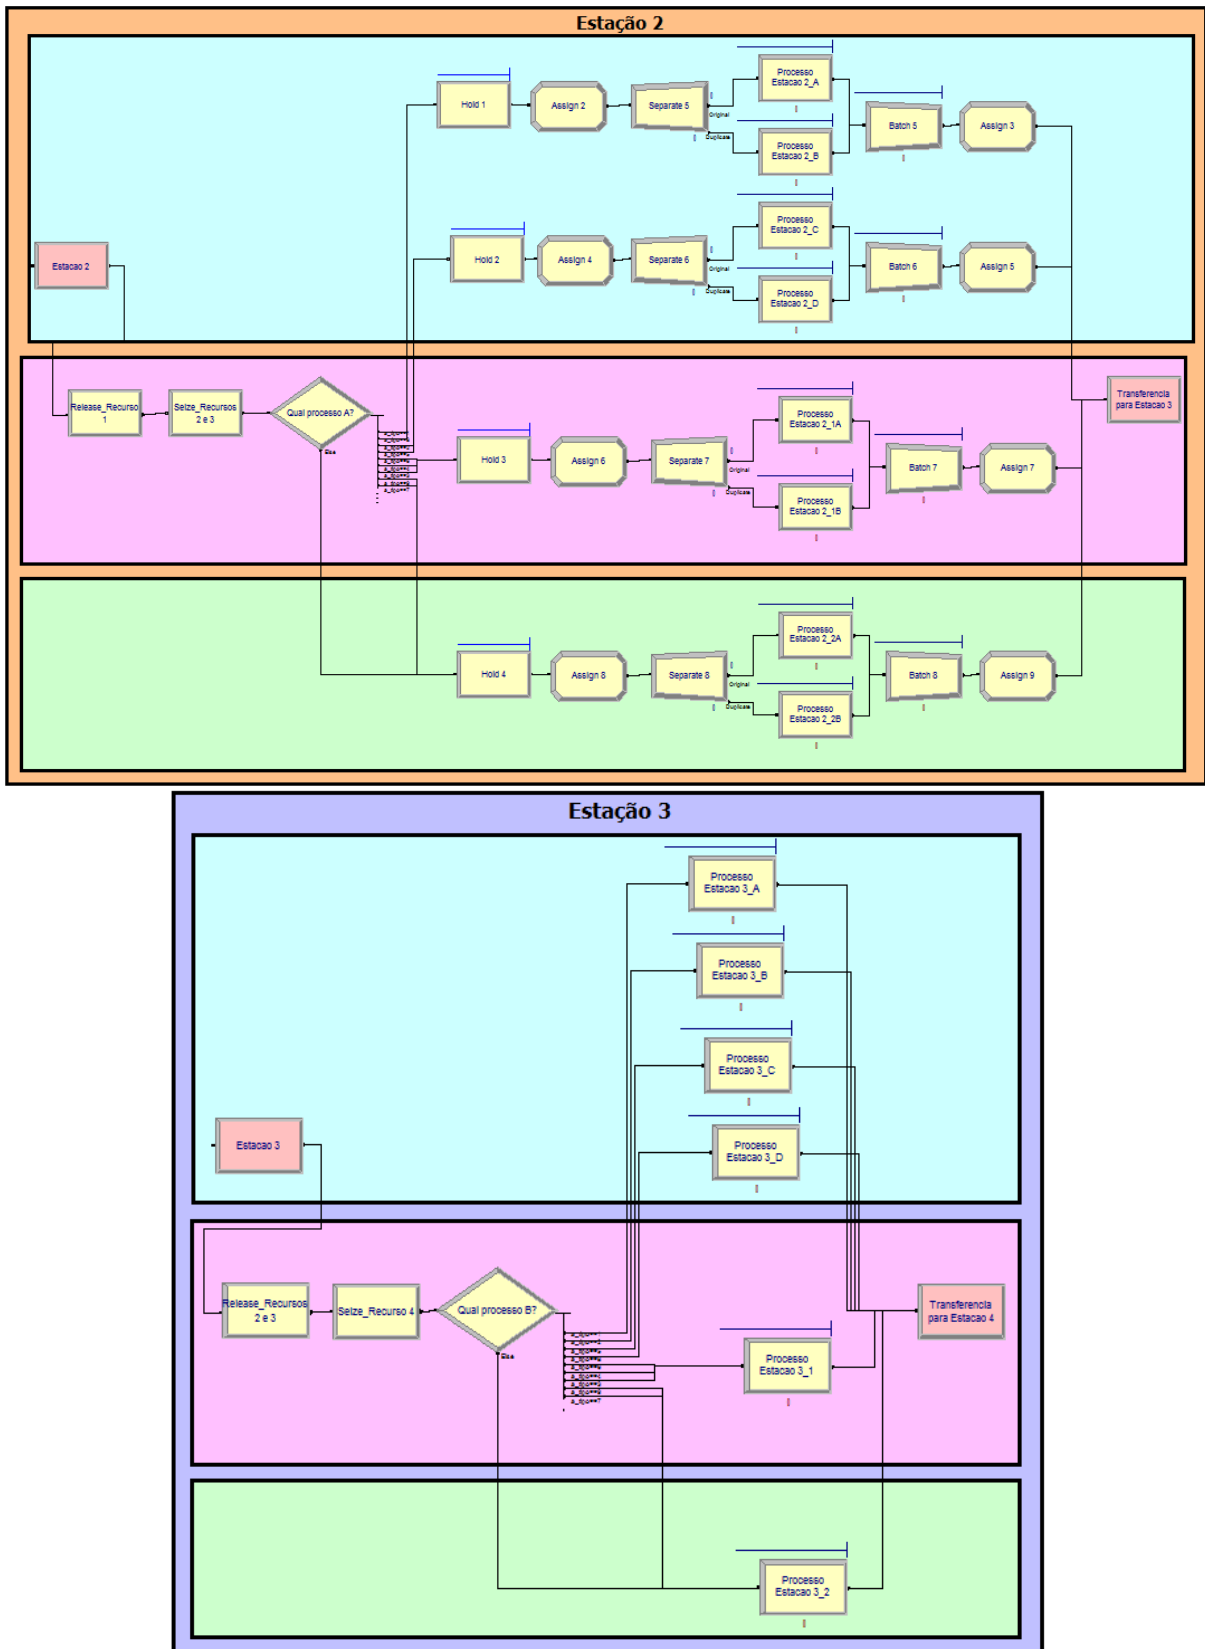 Estação 2
Processo
Estacao 2_A
Hold 1
Assign 2
Separate 5
Original
Duplicate
Batch 5
Assign 3
Processo
Estacao 2_B
Processo
Estacao 2_C
Estacao 2
Hold 2
Assign 4
Separate 6
Original
Duplicate
Batch 6
Assign 5
Processo
Estacao 2_D
Release_Recurso
1
Seize_Recursos
2 e 3
Qual processo A?
Else
a_tipo==7
Transferencia
para Estacao 3
Processo
Estacao 2_1A
Hold 3
Assign 6
Separate 7
Original
Duplicate
Batch 7
Assign 7
Processo
Estacao 2_1B
Processo
Estacao 2_2A
Hold 4
Assign 8
Separate 8
Original
Duplicate
Batch 8
Assign 9
Processo
Estacao 2_2B
Estação 3
Processo
Estacao 3_A
Processo
Estacao 3_B
Processo
Estacao 3_C
Estacao 3
Processo
Estacao 3_D
Release_Recursos
2 e 3
Seize_Recurso 4
Qual processo B?
Else
a_tipo==7
Transferencia
para Estacao 4
Processo
Estacao 3_1
Processo
Estacao 3_2